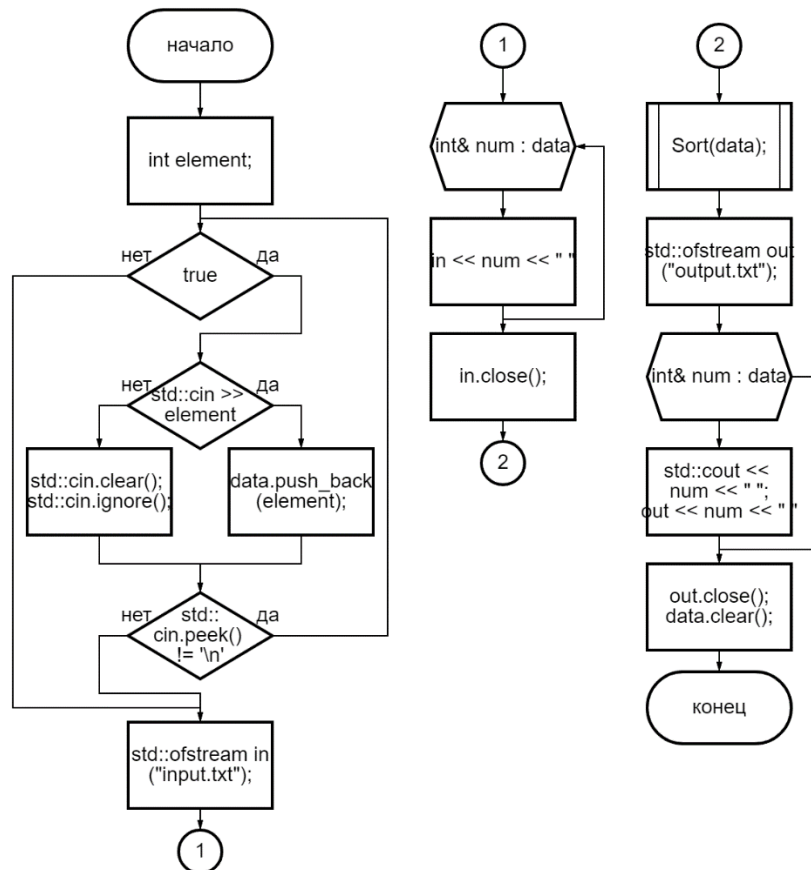 начало
int element;
нет
да
true
нет
да
std::cin >>
element
std::cin.clear();
std::cin.ignore();
data.push_back
(element);
нет
да
std::
cin.peek()
!= '\n'
std::ofstream in
("input.txt");
1
1
int& num : data
in << num << " "
in.close();
2
2
Sort(data);
std::ofstream out
("output.txt");
int& num : data
std::cout <<
num << " ";
out << num << " "
out.close();
data.clear();
конец